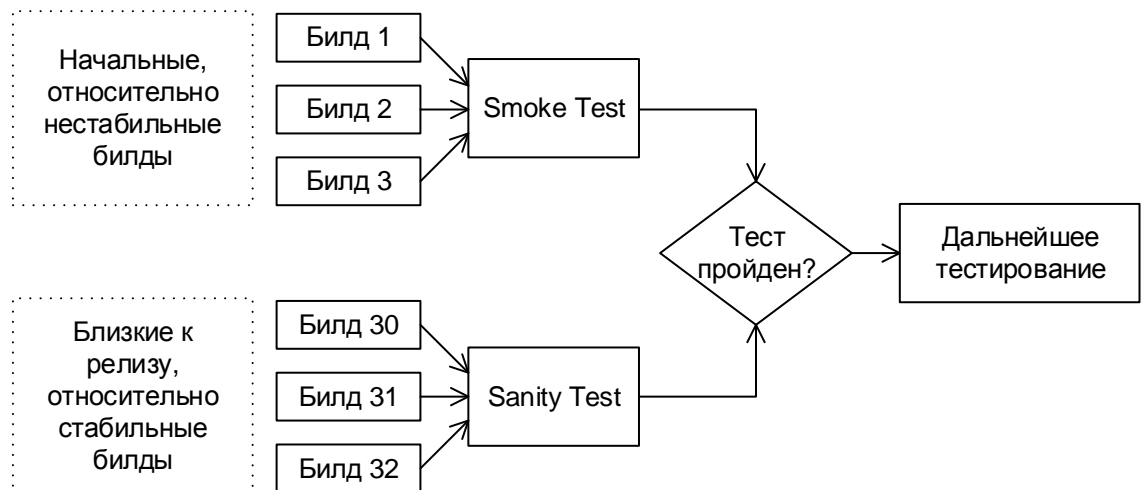 Начальные,
относительно
нестабильные
билды
Билд 1
Билд 2
Билд 3
Smoke Test
Тест
пройден?
Дальнейшее
тестирование
Близкие к
релизу,
относительно
стабильные
билды
Билд 30
Билд 31
Билд 32
Sanity Test